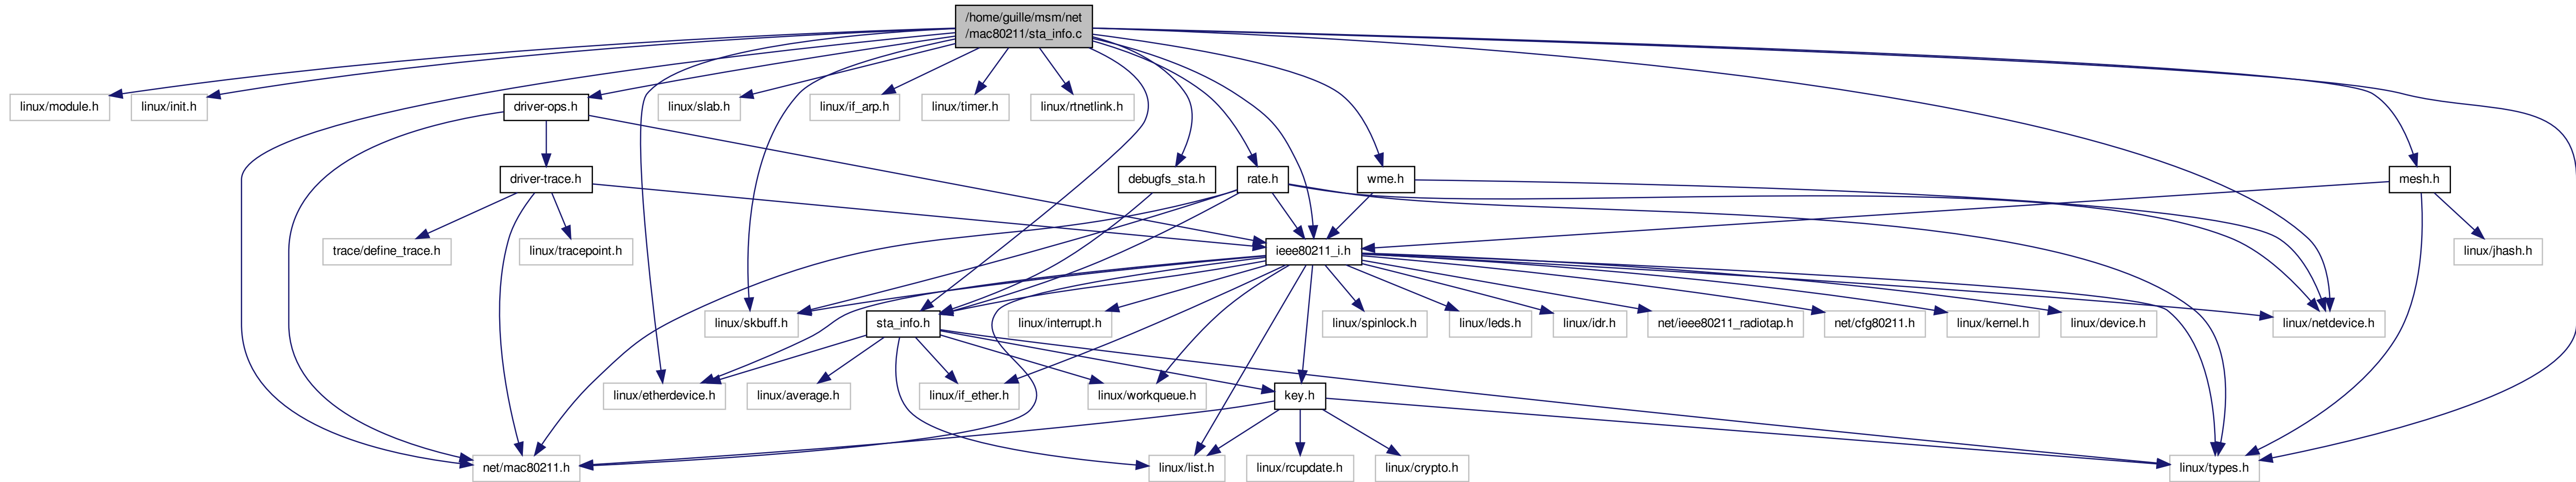 /home/guille/msm/net
/mac80211/sta_info.c
linux/module.h
linux/init.h
driver-ops.h
linux/slab.h
linux/if_arp.h
linux/timer.h
linux/rtnetlink.h
driver-trace.h
debugfs_sta.h
rate.h
wme.h
mesh.h
trace/define_trace.h
linux/tracepoint.h
ieee80211_i.h
linux/jhash.h
linux/skbuff.h
sta_info.h
linux/interrupt.h
linux/spinlock.h
linux/leds.h
linux/idr.h
net/ieee80211_radiotap.h
net/cfg80211.h
linux/kernel.h
linux/device.h
linux/netdevice.h
linux/etherdevice.h
linux/average.h
linux/if_ether.h
linux/workqueue.h
key.h
net/mac80211.h
linux/list.h
linux/rcupdate.h
linux/crypto.h
linux/types.h